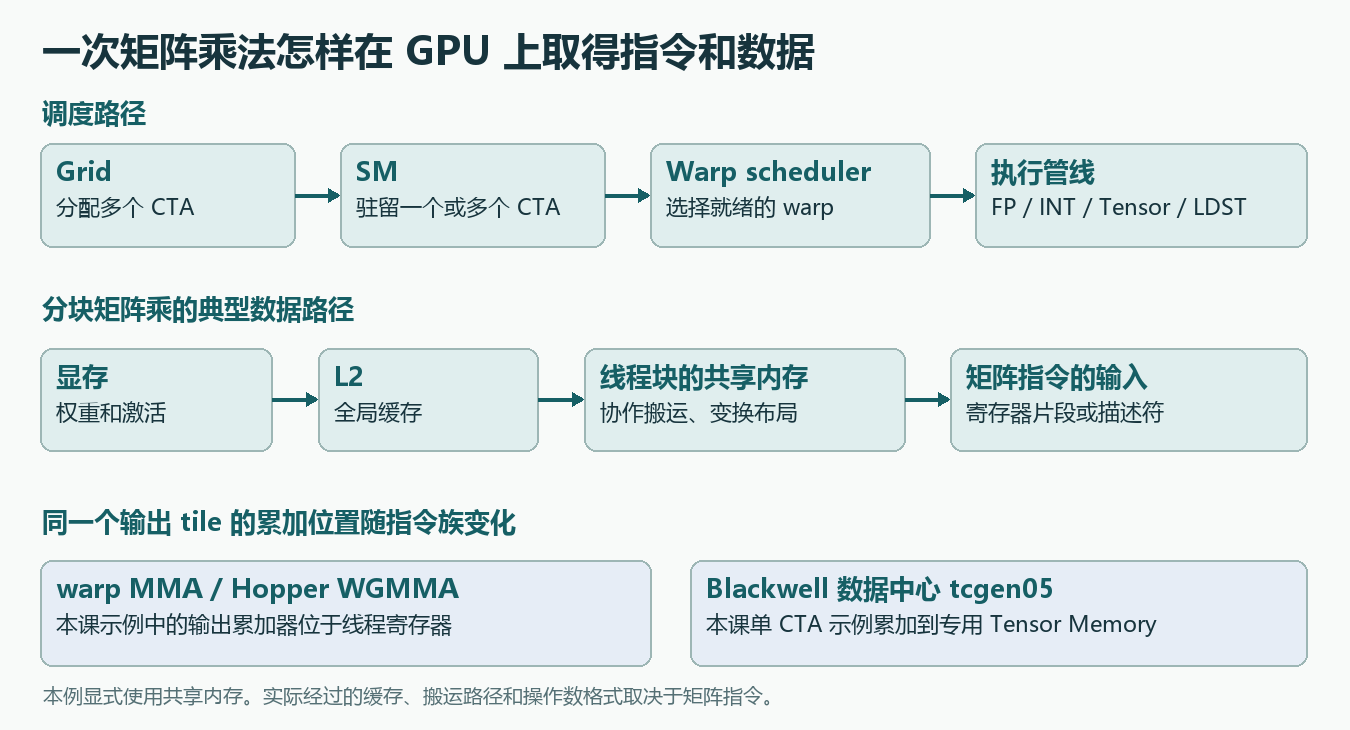 一次矩阵乘法怎样在 GPU 上取得指令和数据
调度路径
Grid
分配多个 CTA
SM
驻留一个或多个 CTA
Warp scheduler
选择就绪的 warp
执行管线
FP / INT / Tensor / LDST
分块矩阵乘的典型数据路径
显存
权重和激活
L2
全局缓存
线程块的共享内存
协作搬运、变换布局
矩阵指令的输入
寄存器片段或描述符
同一个输出 tile 的累加位置随指令族变化
warp MMA / Hopper WGMMA
本课示例中的输出累加器位于线程寄存器
Blackwell 数据中心 tcgen05
本课单 CTA 示例累加到专用 Tensor Memory
本例显式使用共享内存。实际经过的缓存、搬运路径和操作数格式取决于矩阵指令。